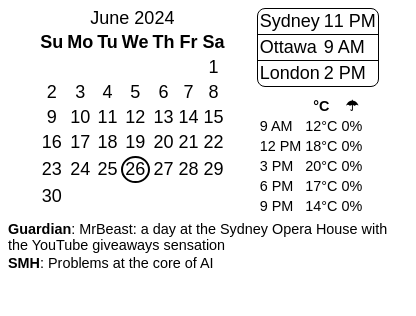 June 2024
Su Mo Tu We Th Fr Sa
1
2 3 4 5 6 7 8
9 10 11 12 13 14 15
16 17 18 19 20 21 22
23 24 25 26 27 28 29
30
Sydney 11 PM
Ottawa 9 AM
London 2 PM
°C ☂
9 AM 12°C 0%
12 PM 18°C 0%
3 PM 20°C 0%
6 PM 17°C 0%
9 PM 14°C 0%
Guardian: MrBeast: a day at the Sydney Opera House with
the YouTube giveaways sensation
SMH: Problems at the core of AI